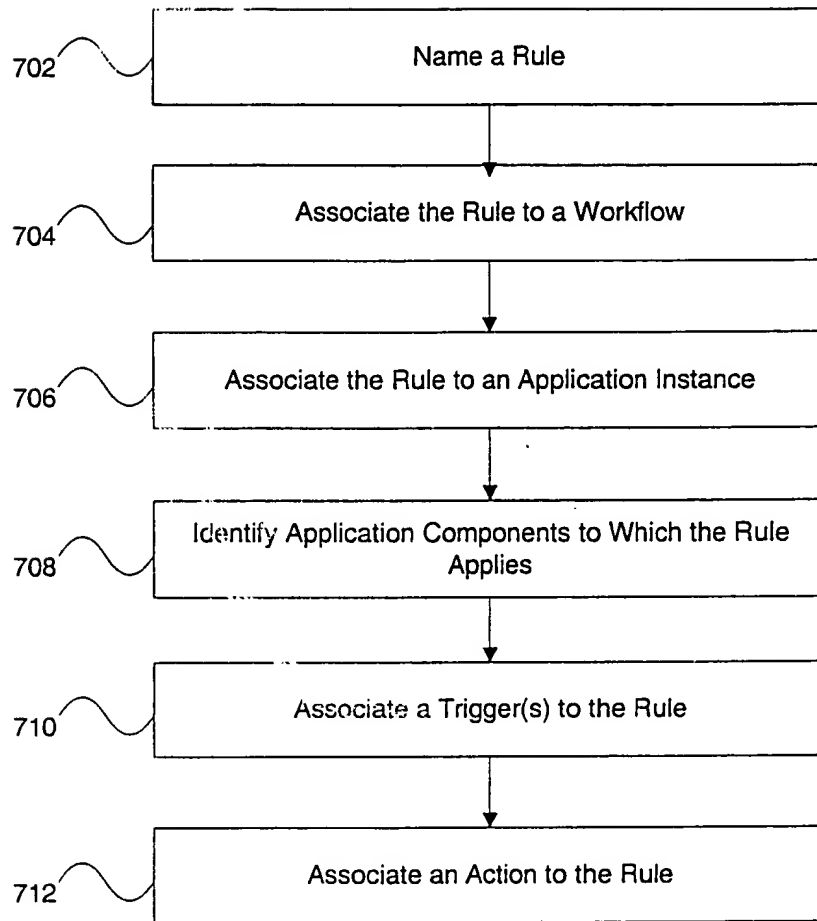 702
Name a Rule
704
Associate the Rule to a Workflow
706
Associate the Rule to an Application Instance
708
Identify Application Components to Which the Rule
Applies
710
Associate a Trigger(s) to the Rule
712
Associate an Action to the Rule